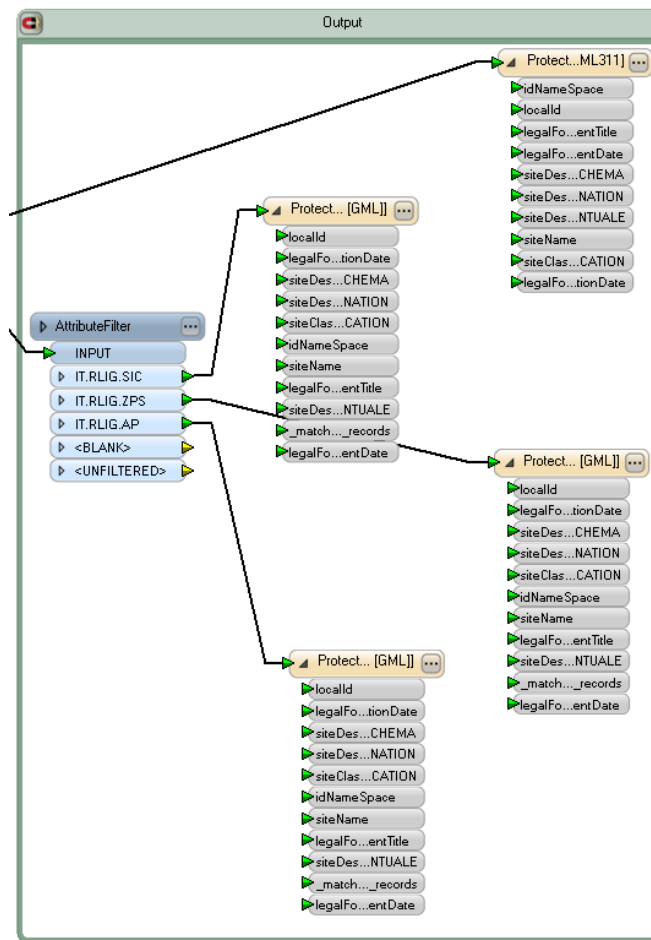 Output
Protect...ML311] ...
idNameSpace
localId
legalFo...entTitle
legalFo...entDate
siteDes...CHEMA
siteDes...NATION
siteDes...NTUALE
siteName
siteClas...CATION
legalFo...tionDate
Protect... [GML]] ...
localId
legalFo...tionDate
siteDes...CHEMA
siteDes...NATION
siteClas...CATION
idNameSpace
siteName
legalFo...entTitle
siteDes...NTUALE
_match..._records
legalFo...entDate
AttributeFilter ...
INPUT
IT.RLIG.SIC
IT.RLIG.ZPS
IT.RLIG.AP
<BLANK>
<UNFILTERED>
Protect... [GML]] ...
localId
legalFo...tionDate
siteDes...CHEMA
siteDes...NATION
siteClas...CATION
idNameSpace
siteName
legalFo...entTitle
siteDes...NTUALE
_match..._records
legalFo...entDate
Protect... [GML]] ...
localId
legalFo...tionDate
siteDes...CHEMA
siteDes...NATION
siteClas...CATION
idNameSpace
siteName
legalFo...entTitle
siteDes...NTUALE
_match..._records
legalFo...entDate